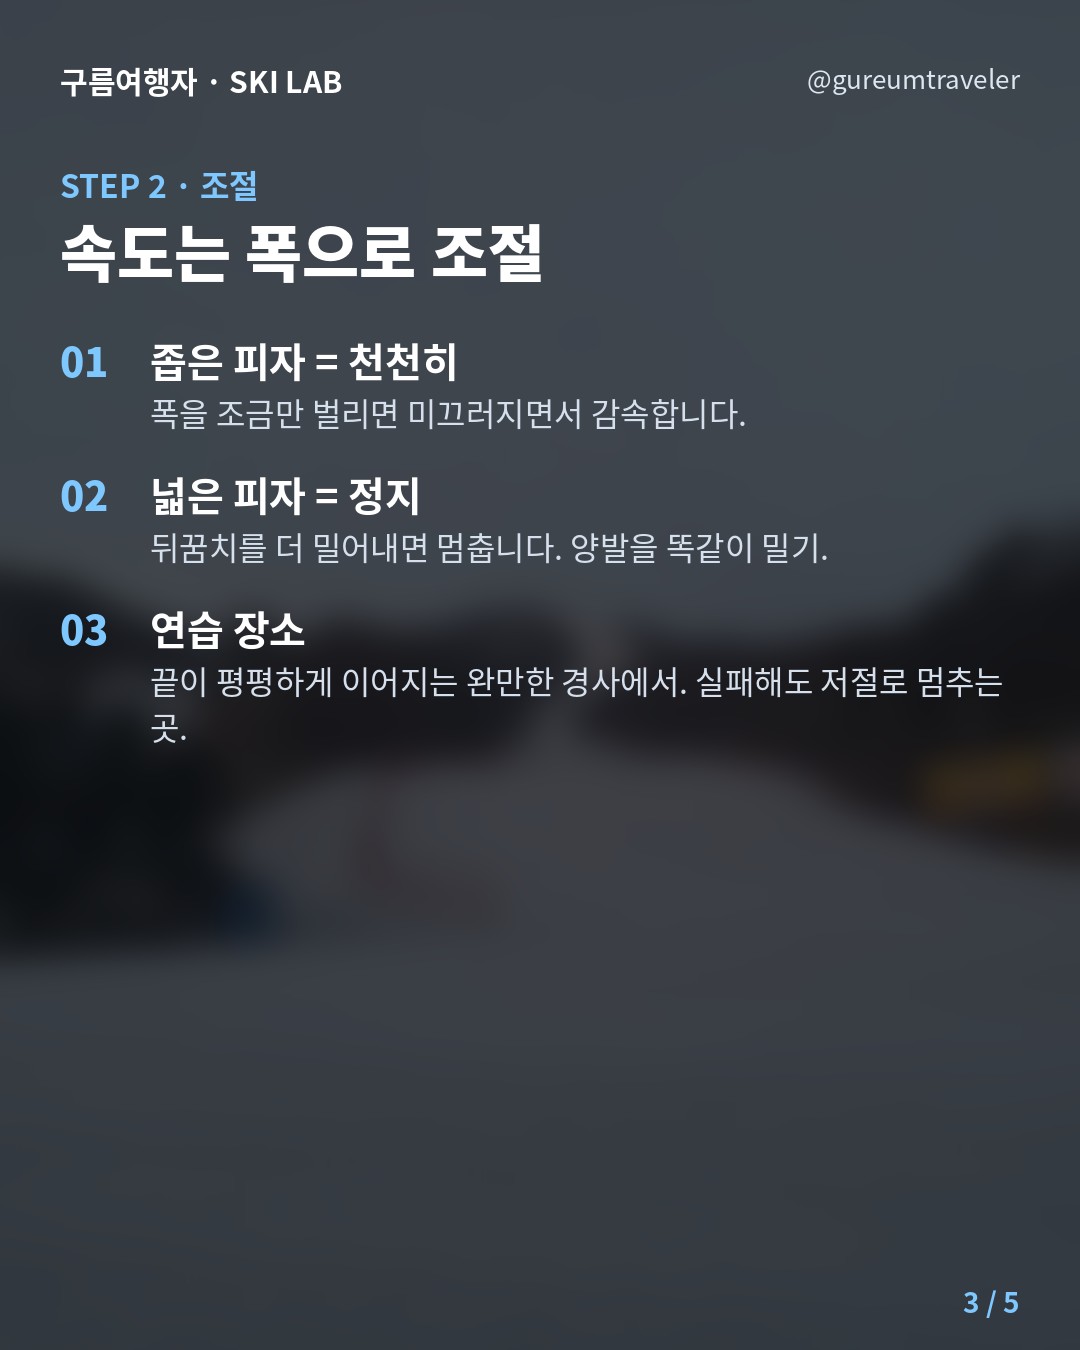 구름여행자 · SKI LAB
@gureumtraveler
STEP 2 · 조절
속도는 폭으로 조절
01 좁은 피자 = 천천히
폭을 조금만 벌리면 미끄러지면서 감속합니다.
02 넓은 피자 = 정지
뒤꿈치를 더 밀어내면 멈춥니다. 양발을 똑같이 밀기.
03 연습 장소
끝이 평평하게 이어지는 완만한 경사에서. 실패해도 저절로 멈추는
곳.
3 / 5